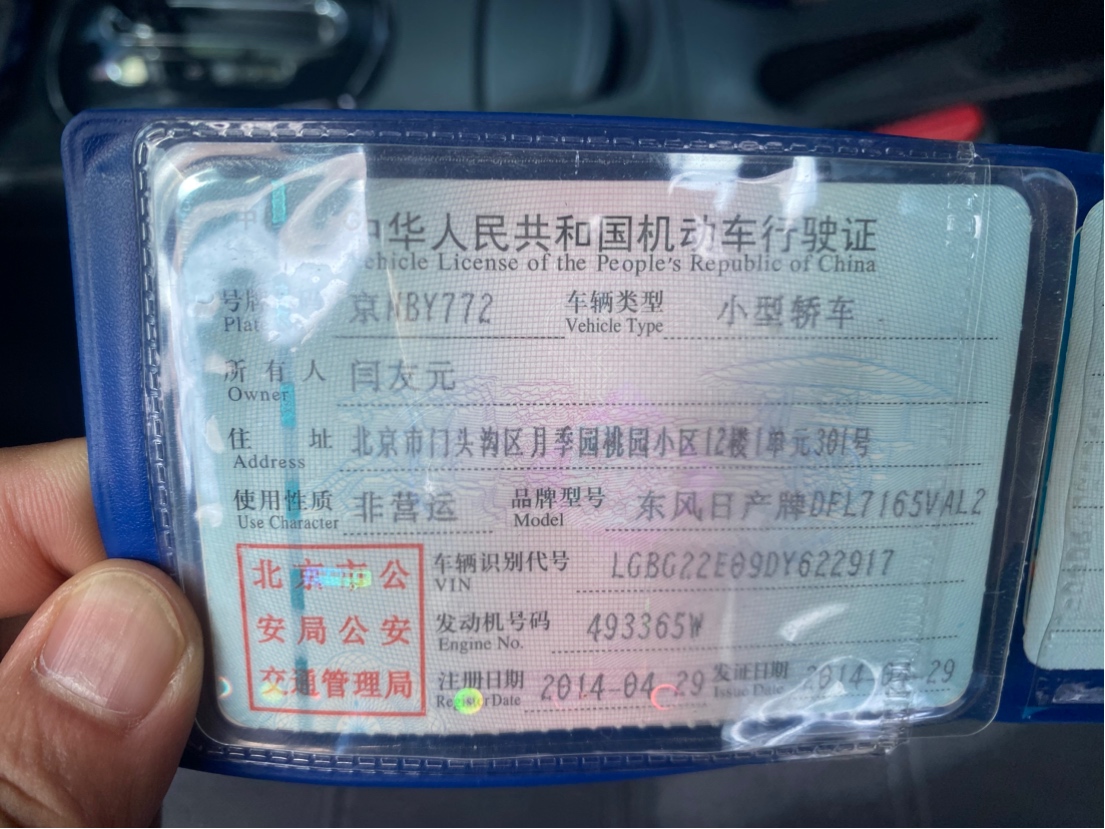 中华人民共和国机动车行驶证
Vehicle License of the People's Republic of China
号牌 京NBY772 车辆类型 小型轿车
Plate Vehicle Type
所有人 闫友元
Owner
住址 北京市门头沟区月季园桃园小区12楼1单元301号
Address
使用性质 非营运 品牌型号 东风日产牌DFL7165VAL2
Use Character Model
北京市公 车辆识别代号 LGBG22E09DY622917
VIN
安局公安 发动机号码 493365W
Engine No.
交通管理局 注册日期 2014-04-29 发证日期 2014-04-29
Register Date Issue Date